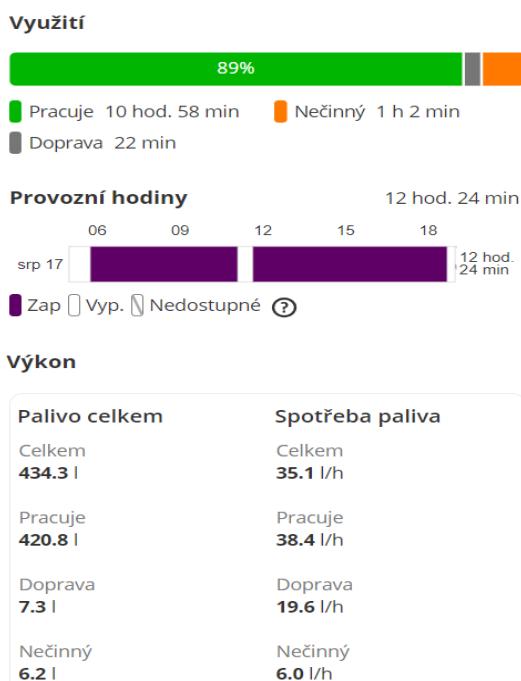 Využití
89%
Pracuje 10 hod. 58 min Nečinný 1 h 2 min
Doprava 22 min
Provozní hodiny 12 hod. 24 min
06 09 12 15 18
srp 17 12 hod. 24 min
Zap Vyp. Nedostupné ?
Výkon
Palivo celkem Spotřeba paliva
Celkem Celkem
434.3 l 35.1 l/h
Pracuje Pracuje
420.8 l 38.4 l/h
Doprava Doprava
7.3 l 19.6 l/h
Nečinný Nečinný
6.2 l 6.0 l/h